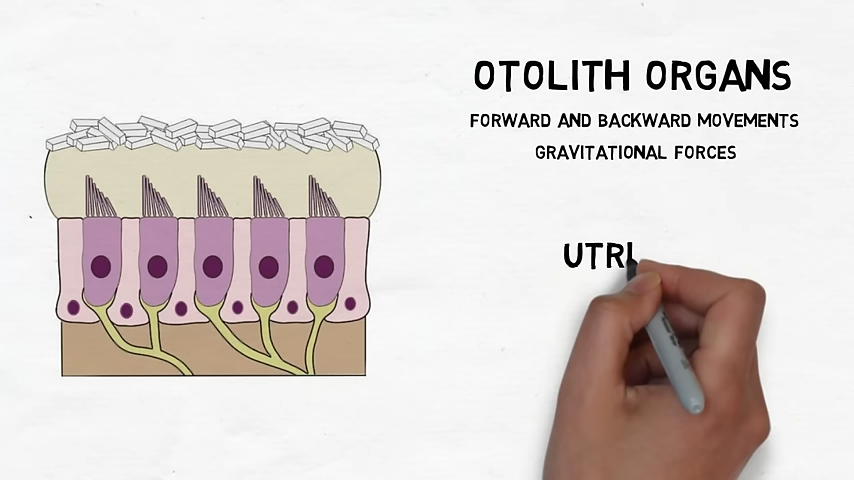 OTOLITH ORGANS
FORWARD AND BACKWARD MOVEMENTS
GRAVITATIONAL FORCES
UTRI